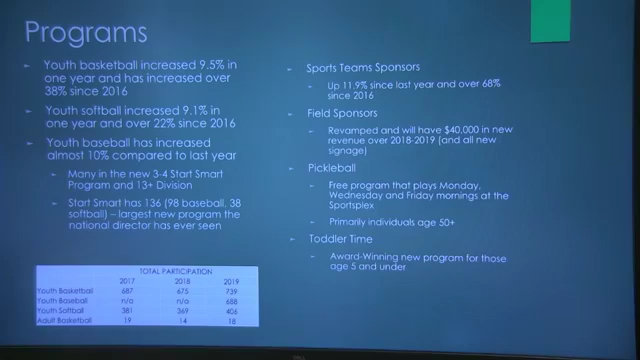 Programs
Youth basketball increased 9.5% in
one year and has increased over
38% since 2016
Youth softball increased 9.1% in
one year and over 22% since 2016
Youth baseball has increased
almost 10% compared to last year
Many in the new 3-4 Start Smart
Program and 13+ Division
Start Smart has 136 (98 baseball, 38
softball) – largest new program the
national director has ever seen
TOTAL PARTICIPATION
2017 2018 2019
Youth Basketball 687 675 739
Youth Baseball n/a n/a 688
Youth Softball 381 369 406
Adult Basketball 19 14 18
Sports Teams Sponsors
Up 11.9% since last year and over 68%
since 2016
Field Sponsors
Revamped and will have $40,000 in new
revenue over 2018-2019 (and all new
signage)
Pickleball
Free program that plays Monday,
Wednesday and Friday mornings at the
Sportsplex
Primarily individuals age 50+
Toddler Time
Award-Winning new program for those
age 5 and under